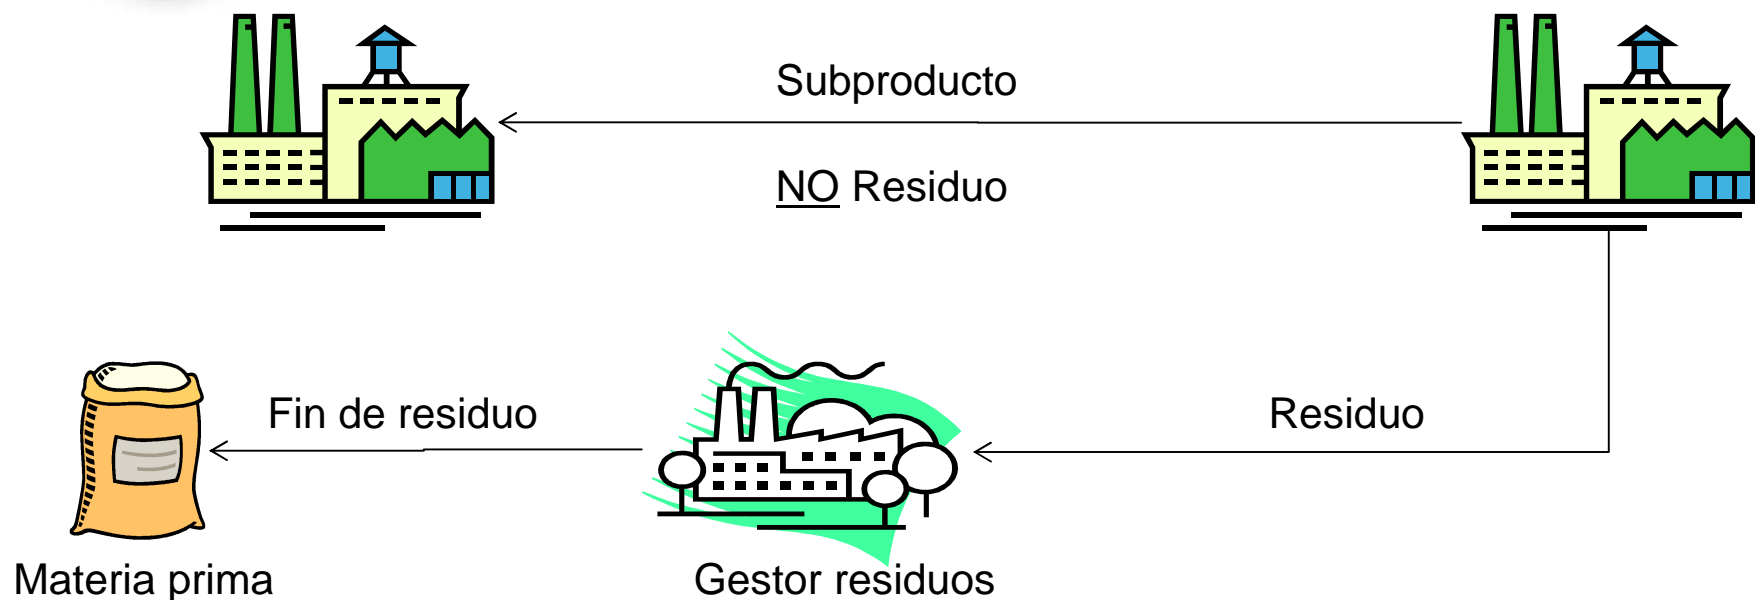 Subproducto
NO Residuo
Fin de residuo
Residuo
Materia prima
Gestor residuos